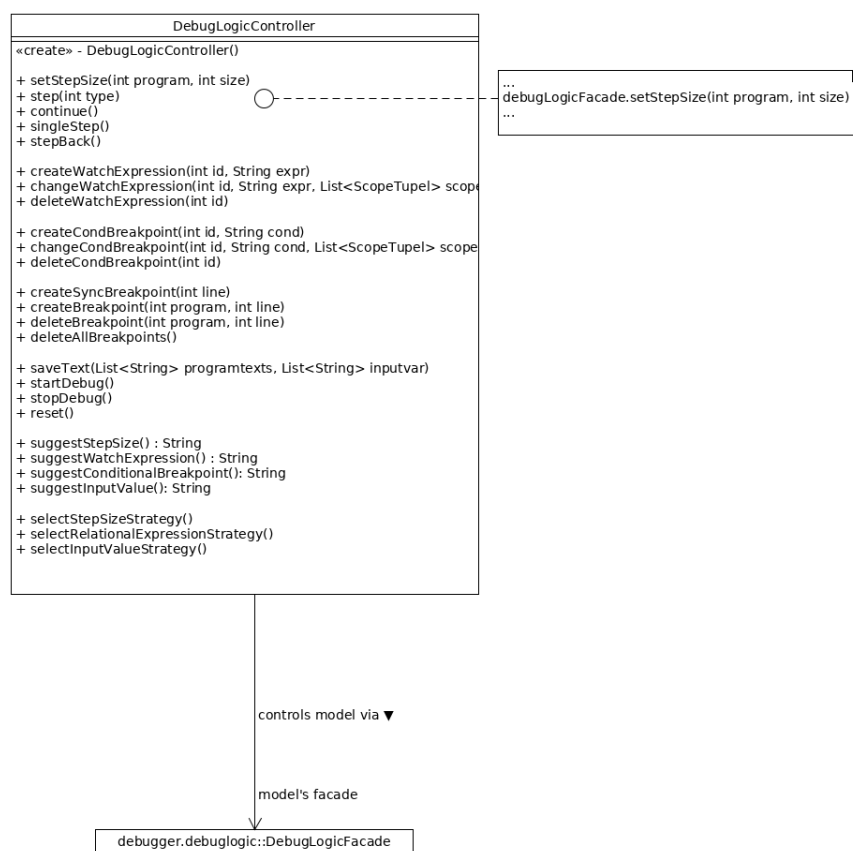 DebugLogicController
«create» - DebugLogicController()
+ setStepSize(int program, int size)
+ step(int type)
+ continue()
+ singleStep()
+ stepBack()
...
debugLogicFacade.setStepSize(int program, int size)
...
+ createWatchExpression(int id, String expr)
+ changeWatchExpression(int id, String expr, List<ScopeTupel> scope
+ deleteWatchExpression(int id)
+ createCondBreakpoint(int id, String cond)
+ changeCondBreakpoint(int id, String cond, List<ScopeTupel> scope
+ deleteCondBreakpoint(int id)
+ createSyncBreakpoint(int line)
+ createBreakpoint(int program, int line)
+ deleteBreakpoint(int program, int line)
+ deleteAllBreakpoints()
+ saveText(List<String> programtexts, List<String> inputvar)
+ startDebug()
+ stopDebug()
+ reset()
+ suggestStepSize() : String
+ suggestWatchExpression() : String
+ suggestConditionalBreakpoint(): String
+ suggestInputValue(): String
+ selectStepSizeStrategy()
+ selectRelationalExpressionStrategy()
+ selectInputValueStrategy()
controls model via ▼
model's facade
debugger.debuglogic::DebugLogicFacade